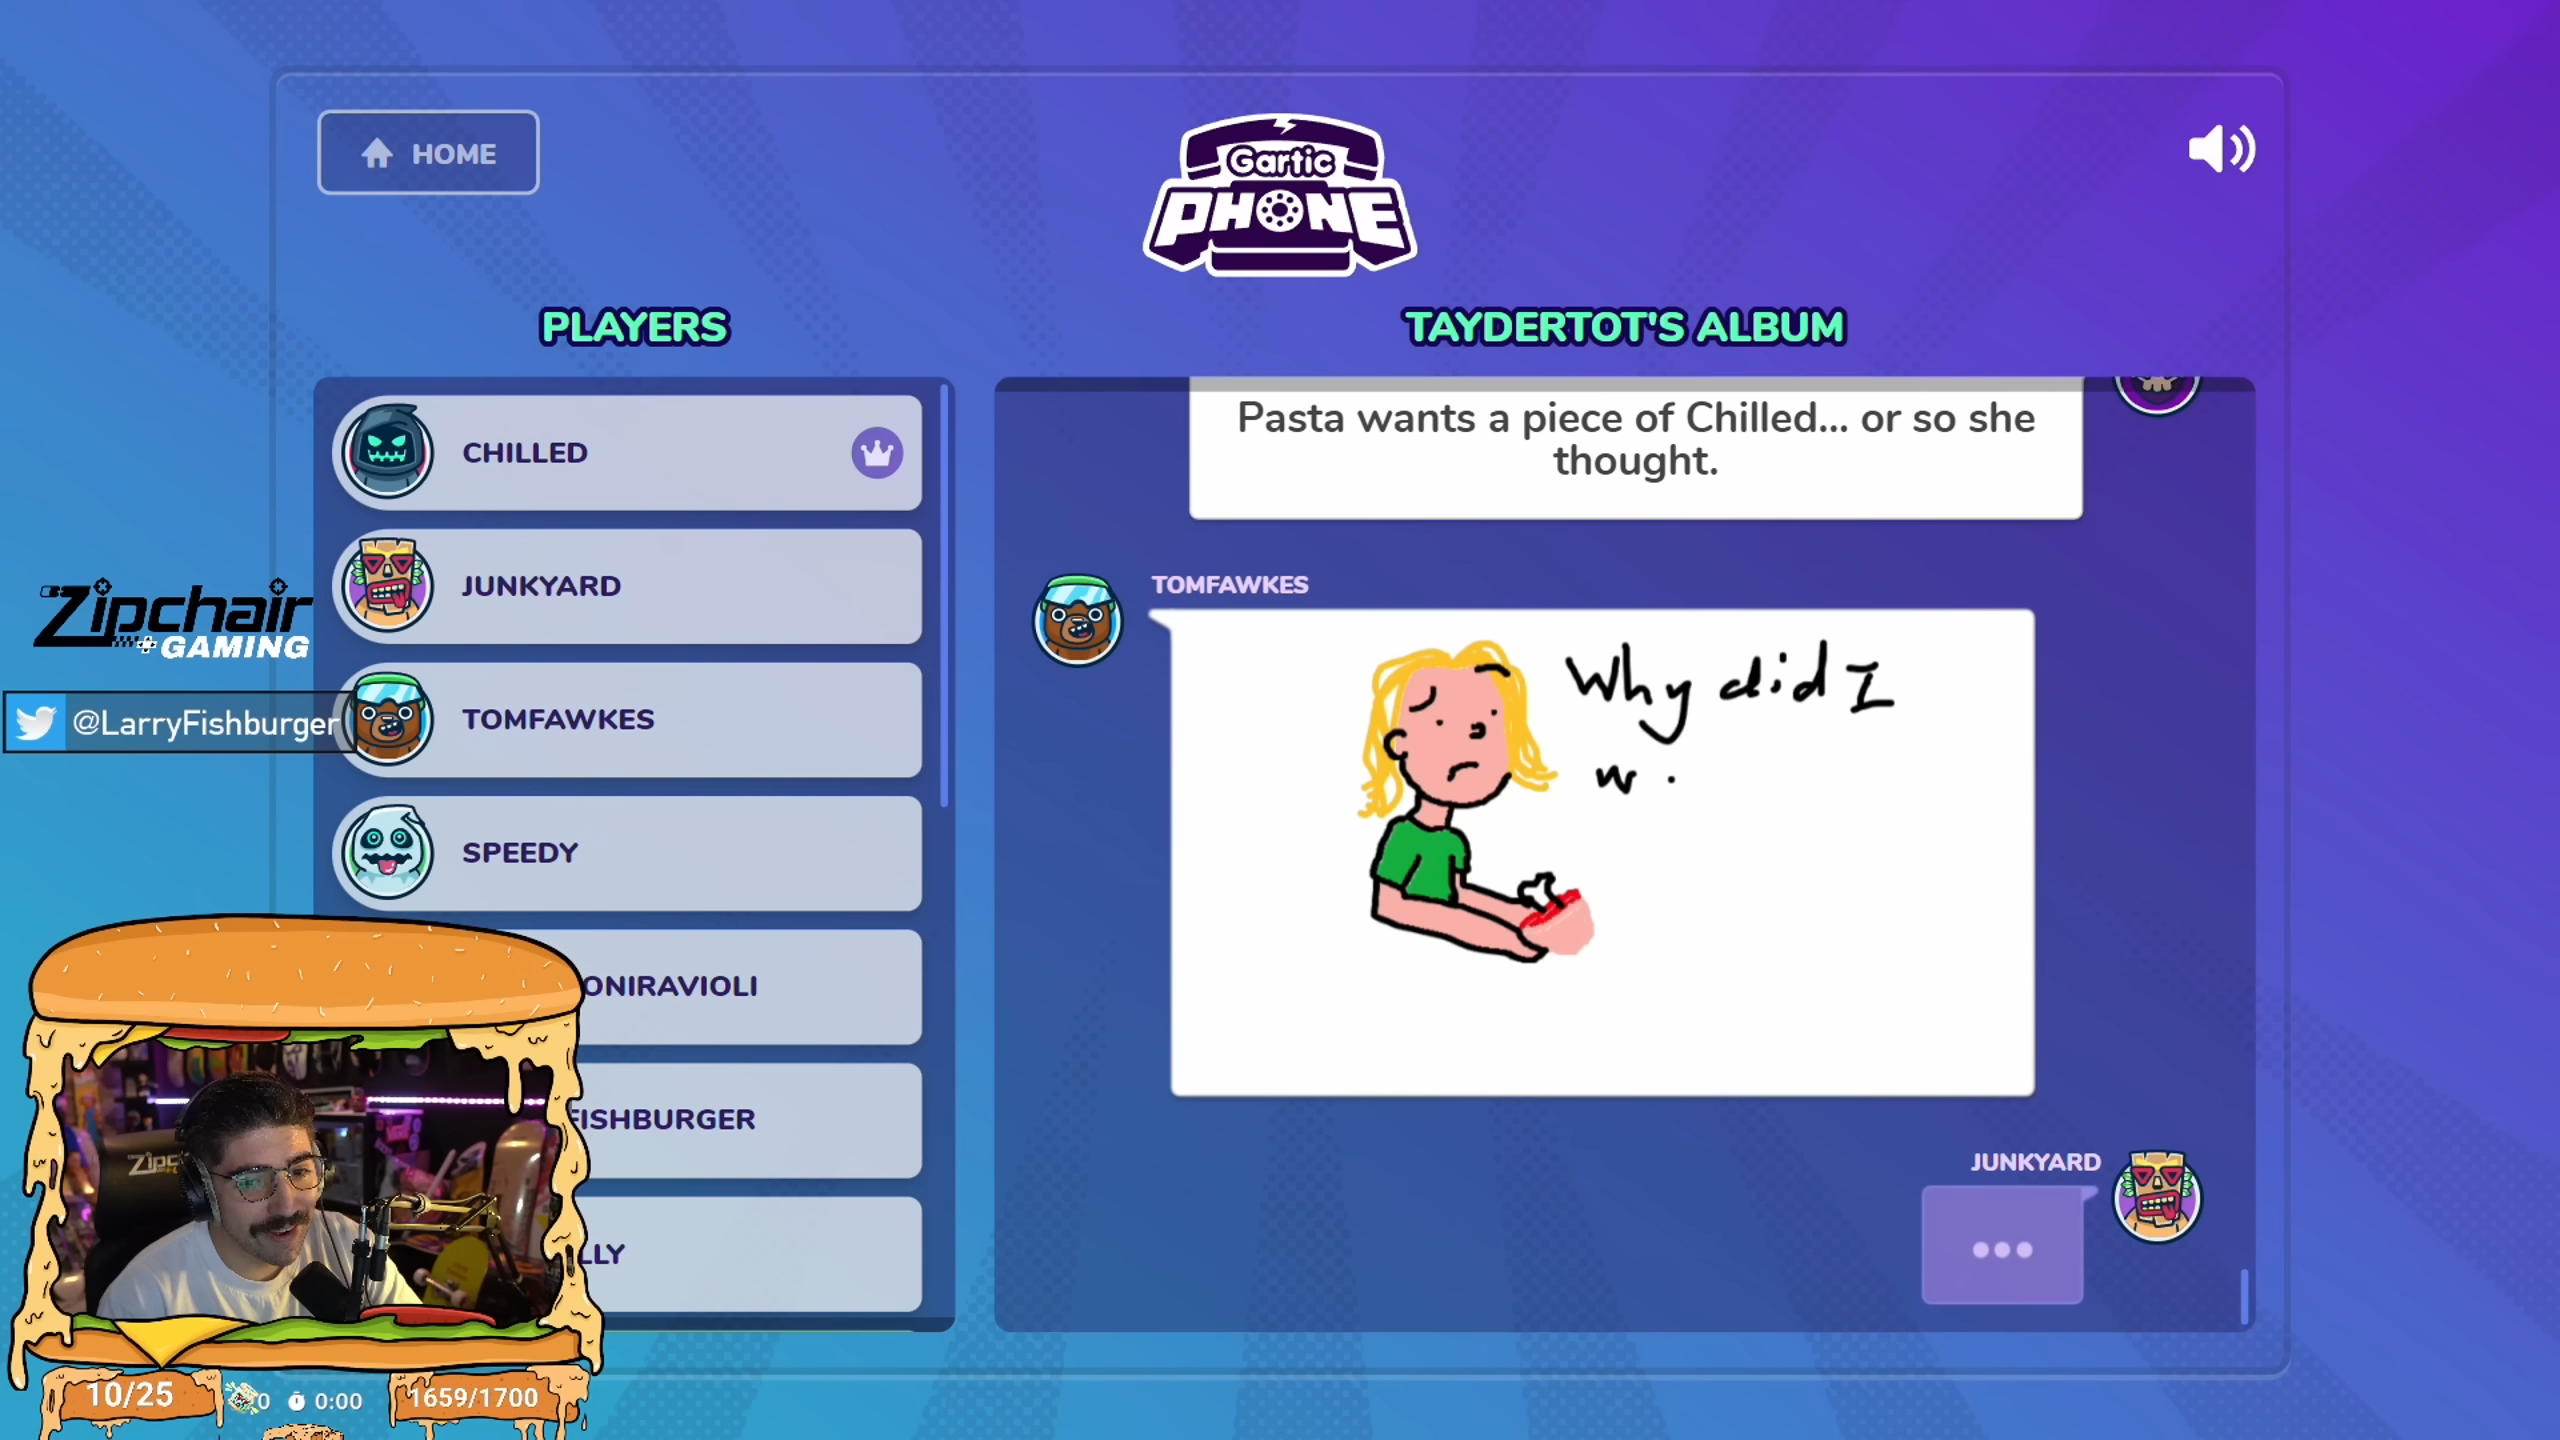 HOME
Gartic
PHONE
PLAYERS
TAYDERTOT'S ALBUM
CHILLED
JUNKYARD
TOMFAWKES
SPEEDY
ONIRAVIOLI
FISHBURGER
LLY
Pasta wants a piece of Chilled... or so she
thought.
TOMFAWKES
Why did I
w
JUNKYARD
Zipchair
GAMING
@LarryFishburger
Zipc
10/25
0
0:00
1659/1700